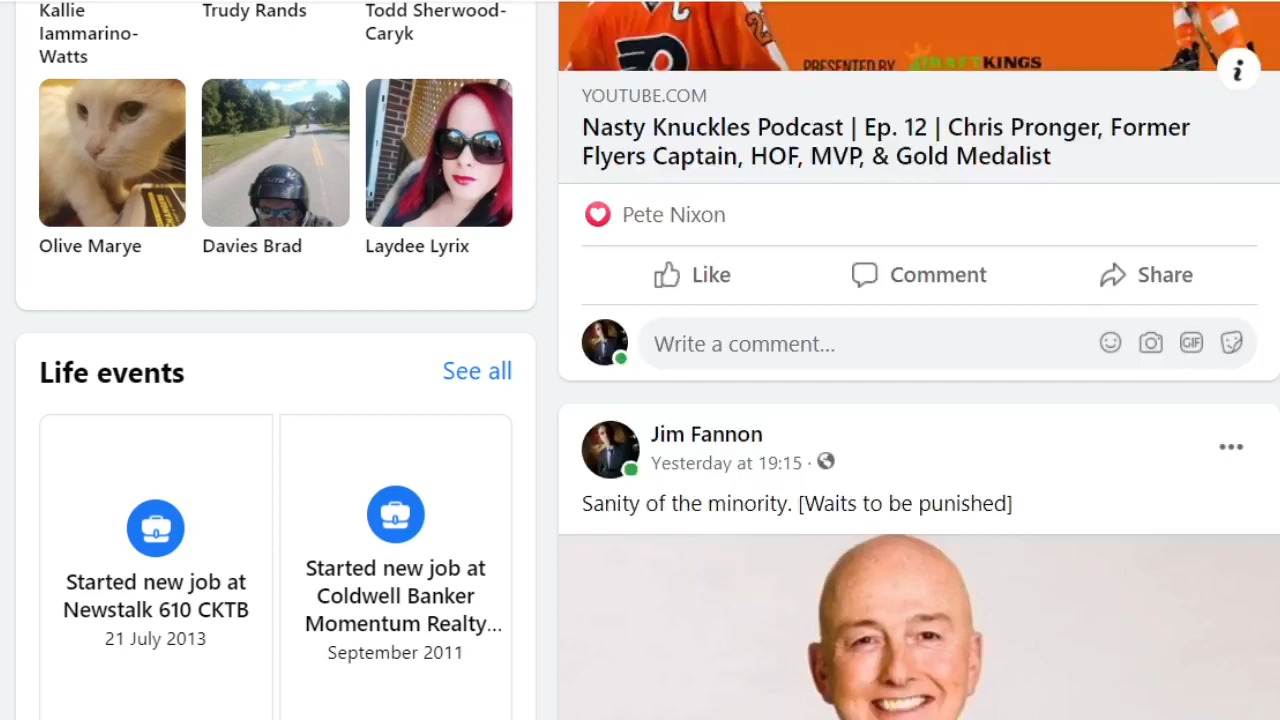 Kallie
Iammarino-
Watts
Trudy Rands
Todd Sherwood-
Caryk
Olive Marye
Davies Brad
Laydee Lyrix
Life events
See all
Started new job at
Newstalk 610 CKTB
21 July 2013
Started new job at
Coldwell Banker
Momentum Realty...
September 2011
PRESENTED BY DRAFTKINGS
YOUTUBE.COM
Nasty Knuckles Podcast | Ep. 12 | Chris Pronger, Former
Flyers Captain, HOF, MVP, & Gold Medalist
Pete Nixon
Like
Comment
Share
Write a comment...
GIF
Jim Fannon
Yesterday at 19:15 ·
Sanity of the minority. [Waits to be punished]